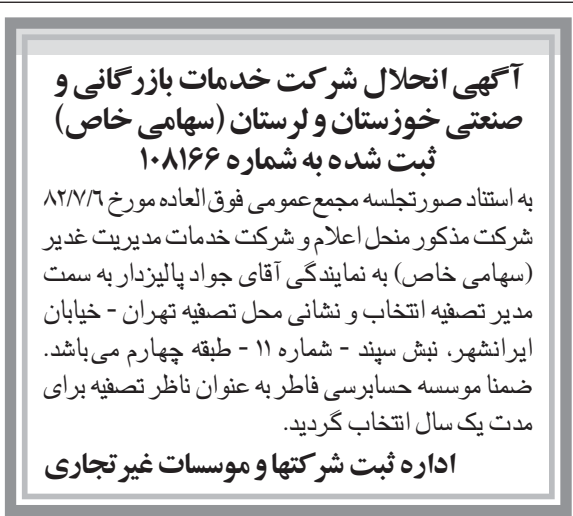 آگهی انحلال شرکت خدمات بازرگانی و
صنعتی خوزستان و لرستان (سهامی خاص)
ثبت شده به شماره ۱۰۸۱۶۶
به استناد صورتجلسه مجمع عمومی فوق العاده مورخ ۸۲/۷/۶
شرکت مذکور منحل اعلام و شرکت خدمات مدیریت غدیر
(سهامی خاص) به نمایندگی آقای جواد پالیزدار به سمت
مدیر تصفیه انتخاب و نشانی محل تصفیه تهران - خیابان
ایرانشهر، نبش سپند - شماره ۱۱ - طبقه چهارم می باشد.
ضمنا موسسه حسابرسی فاطر به عنوان ناظر تصفیه برای
مدت یک سال انتخاب گردید.
اداره ثبت شرکتها و موسسات غیرتجاری